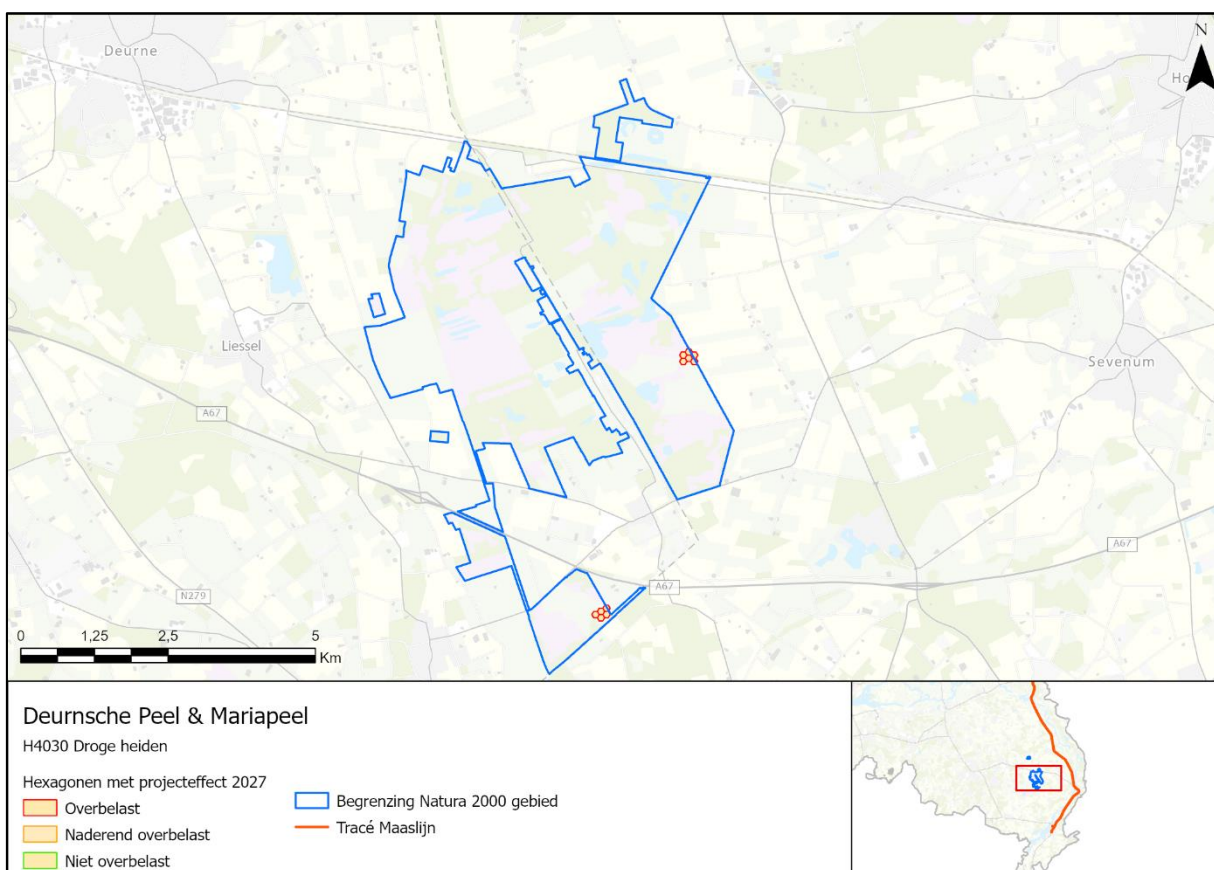 Deurne
N
Ho
Liessel
Sevenum
A67
A67
A67
N279
0 1,25 2,5 5
Km
Deurnsche Peel & Mariapeel
H4030 Droge heiden
Hexagonen met projecteffect 2027
Overbelast
Naderend overbelast
Niet overbelast
Begrenzing Natura 2000 gebied
Tracé Maaslijn